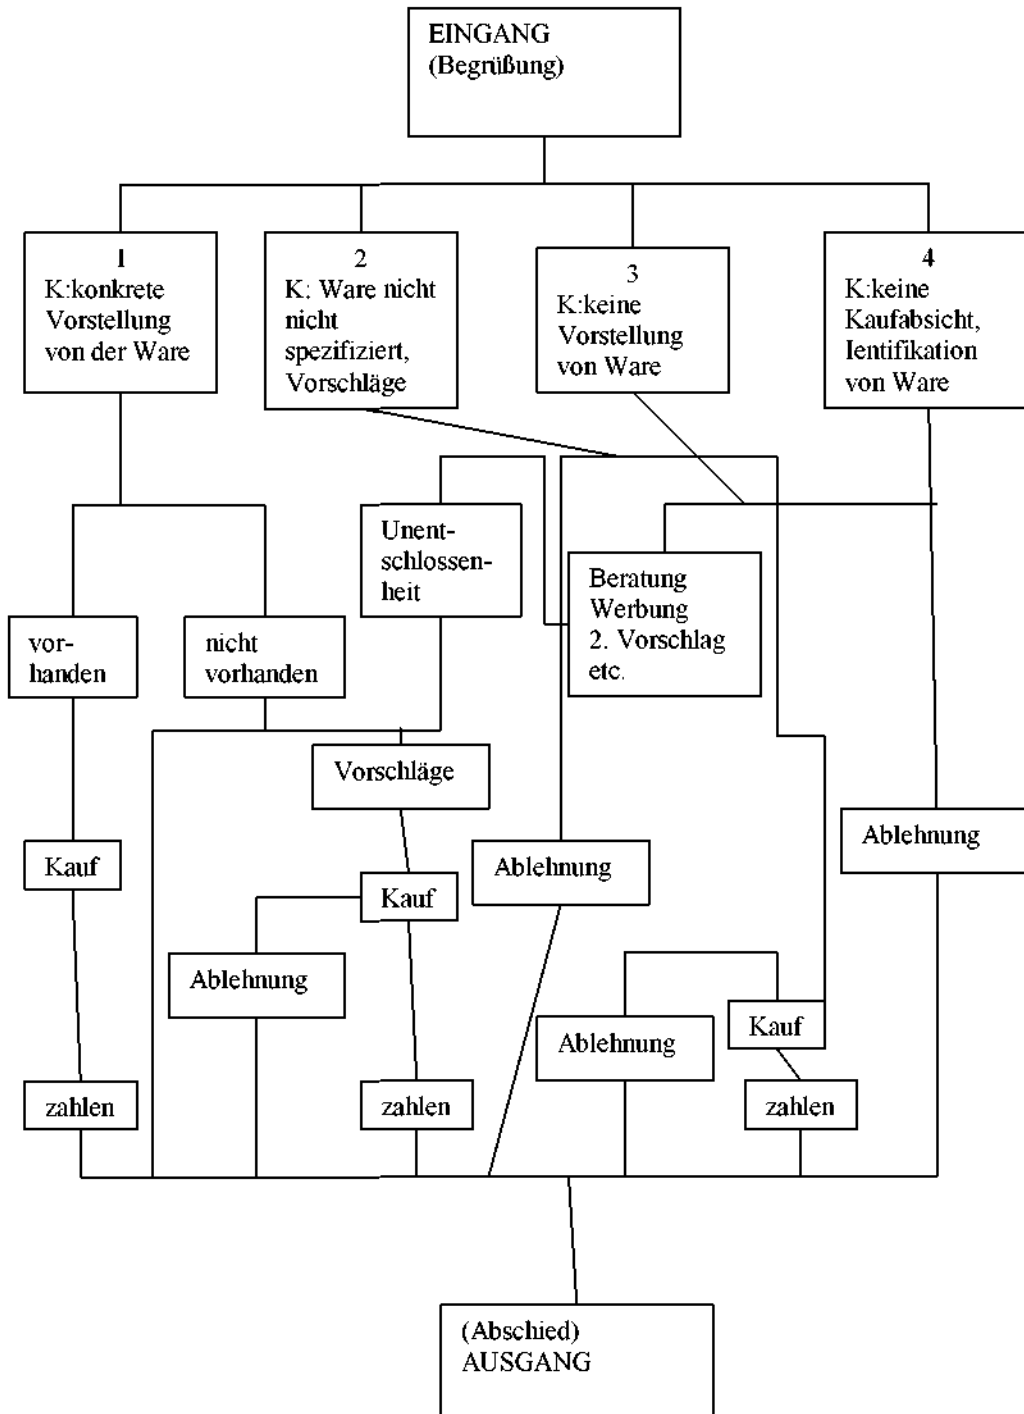 EINGANG
(Begrüßung)
1
K:konkrete
Vorstellung
von der Ware
2
K: Ware nicht
nicht
spezifiziert,
Vorschläge
3
K:keine
Vorstellung
von Ware
4
K:keine
Kaufabsicht,
Ientifikation
von Ware
Unent-
schlossen-
heit
Beratung
Werbung
2. Vorschlag
etc.
vor-
handen
nicht
vorhanden
Vorschläge
Kauf
Kauf
Ablehnung
Ablehnung
Ablehnung
Ablehnung
Kauf
zahlen
zahlen
zahlen
(Abschied)
AUSGANG